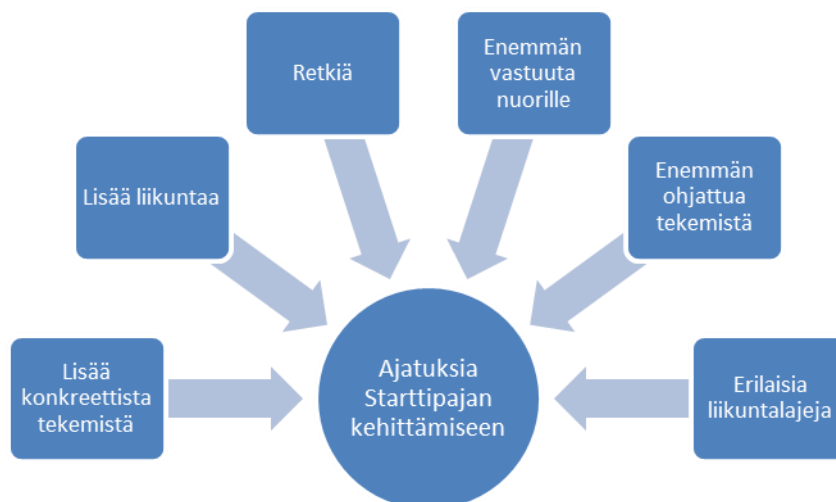 Retkiä
Enemmän
vastuuta
nuorille
Lisää liikuntaa
Enemmän
ohjattua
tekemistä
Lisää
konkreettista
tekemistä
Ajatuksia
Starttipajan
kehittämiseen
Erilaisia
liikuntalajeja